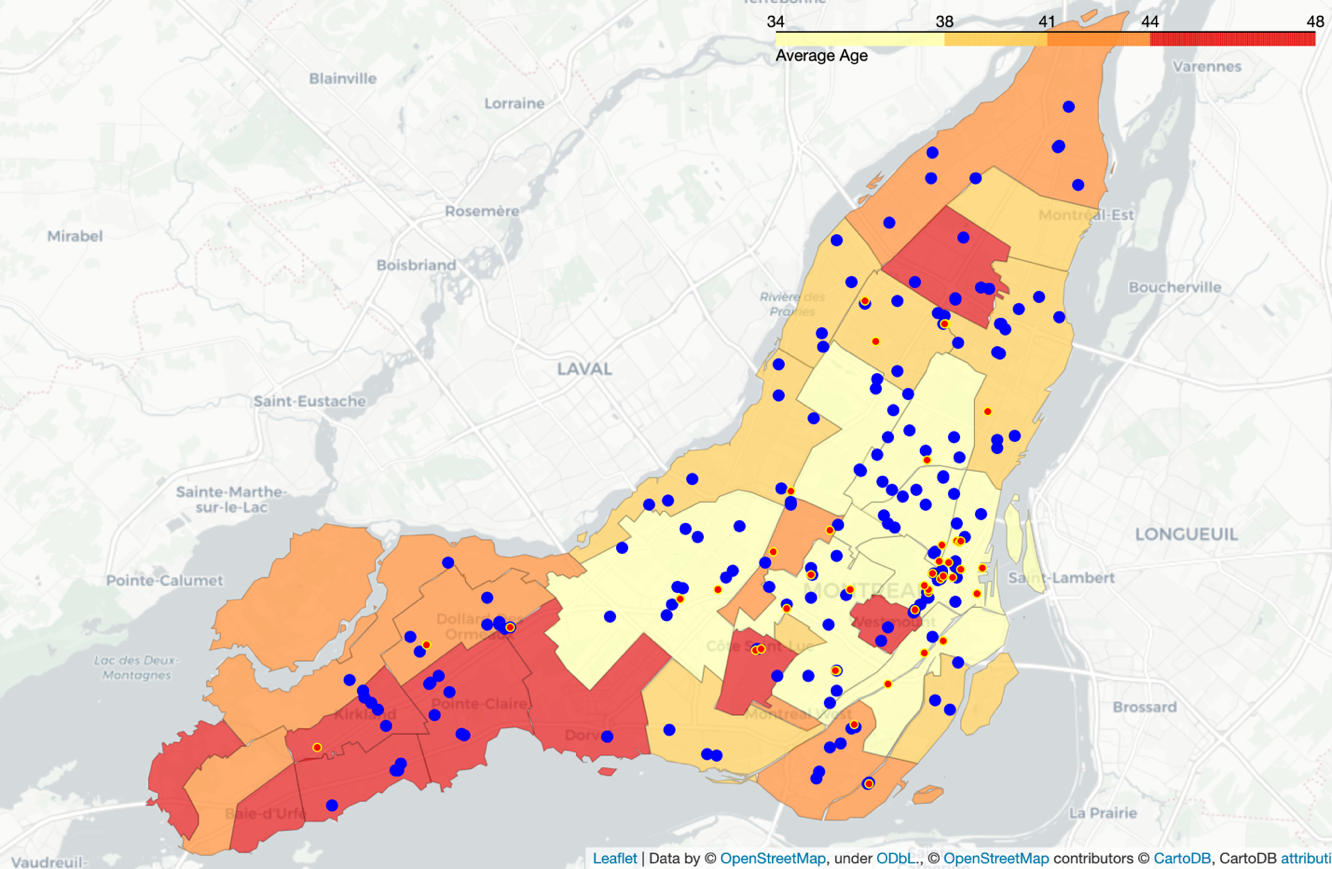 Terrebonne
34 38 41 44 48
Average Age
Varennes
Blainville
Lorraine
Rosemère
Montréal-Est
Mirabel
Boisbriand
Boucherville
Rivière des
Prairies
LAVAL
Saint-Eustache
Sainte-Marthe-
sur-le-Lac
LONGUEUIL
Pointe-Calumet
Saint-Lambert
MONTREAL
Dollard-Des
Ormeaux
Westmount
Côte Saint-Luc
Lac des Deux-
Montagnes
Kirkland
Pointe-Claire
Montreal West
Brossard
Dorval
Baie-d'Urfé
La Prairie
Vaudreuil-
Leaflet | Data by © OpenStreetMap, under ODbL., © OpenStreetMap contributors © CartoDB, CartoDB attributi